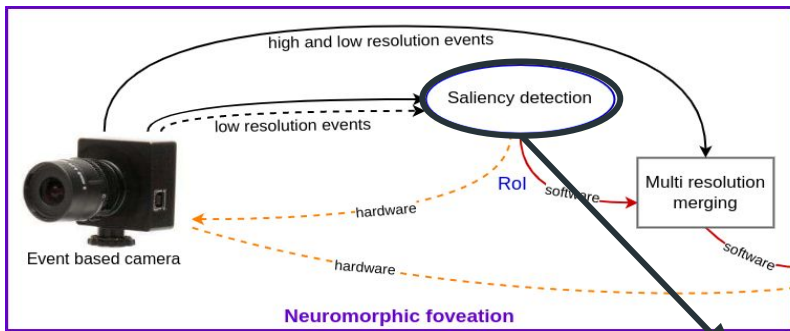 high and low resolution events
Saliency detection
low resolution events
RoI
software
Multi resolution
merging
hardware
software
Event based camera
hardware
Neuromorphic foveation